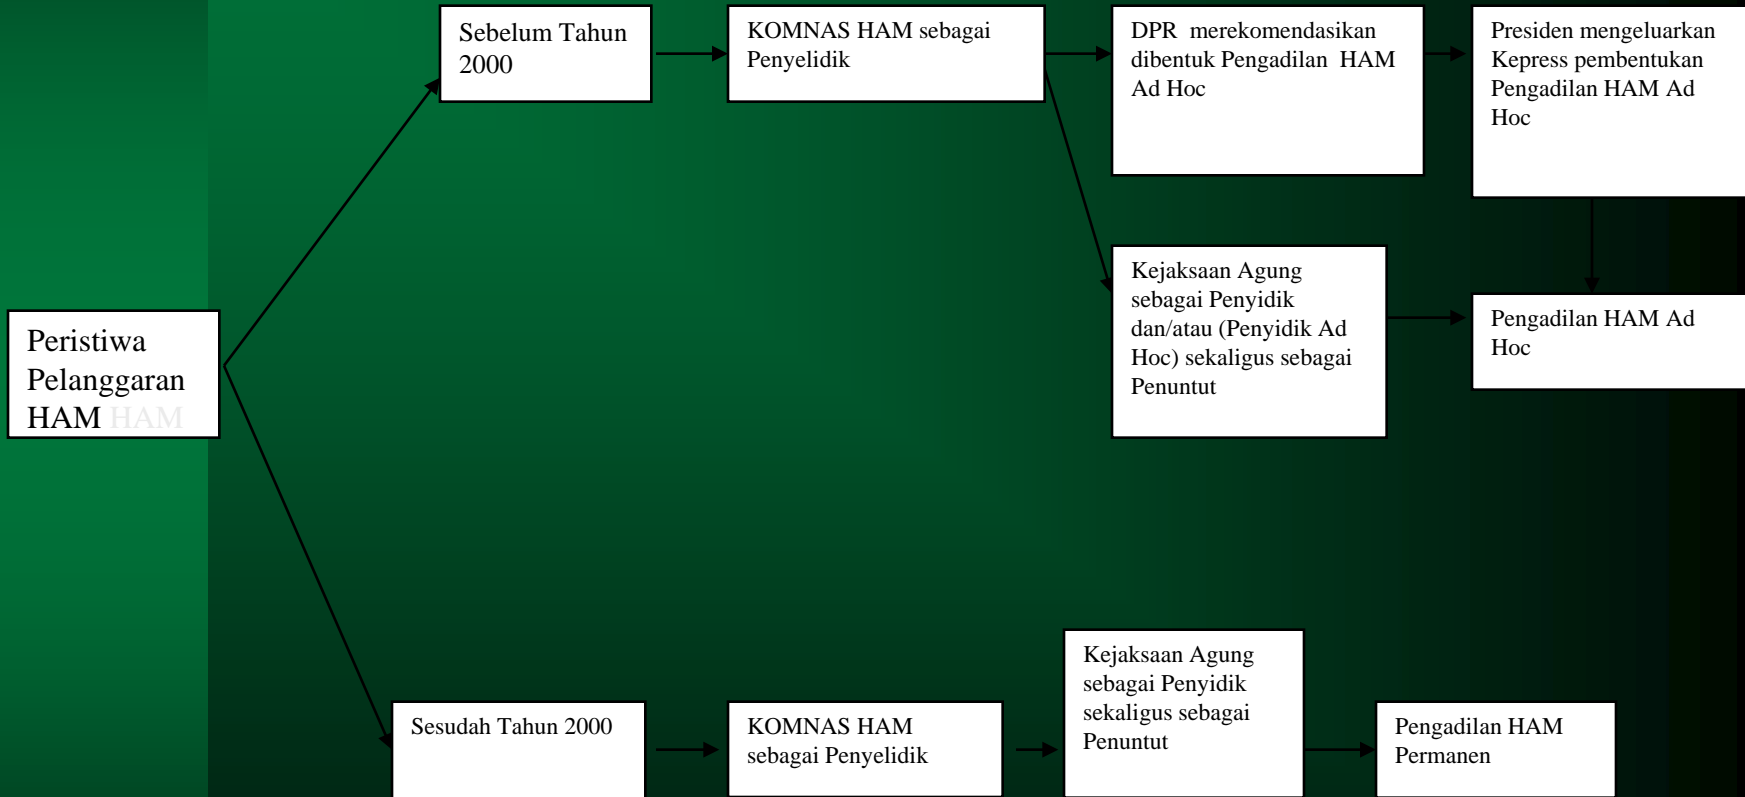 Sebelum Tahun
2000
KOMNAS HAM sebagai
Penyelidik
DPR  merekomendasikan
dibentuk Pengadilan  HAM
Ad Hoc
Presiden mengeluarkan
Kepress pembentukan
Pengadilan HAM Ad
Hoc
Kejaksaan Agung
sebagai Penyidik
dan/atau (Penyidik Ad
Hoc) sekaligus sebagai
Penuntut
Pengadilan HAM Ad
Hoc
Peristiwa
Pelanggaran
HAM HAM
Sesudah Tahun 2000
KOMNAS HAM
sebagai Penyelidik
Kejaksaan Agung
sebagai Penyidik
sekaligus sebagai
Penuntut
Pengadilan HAM
Permanen